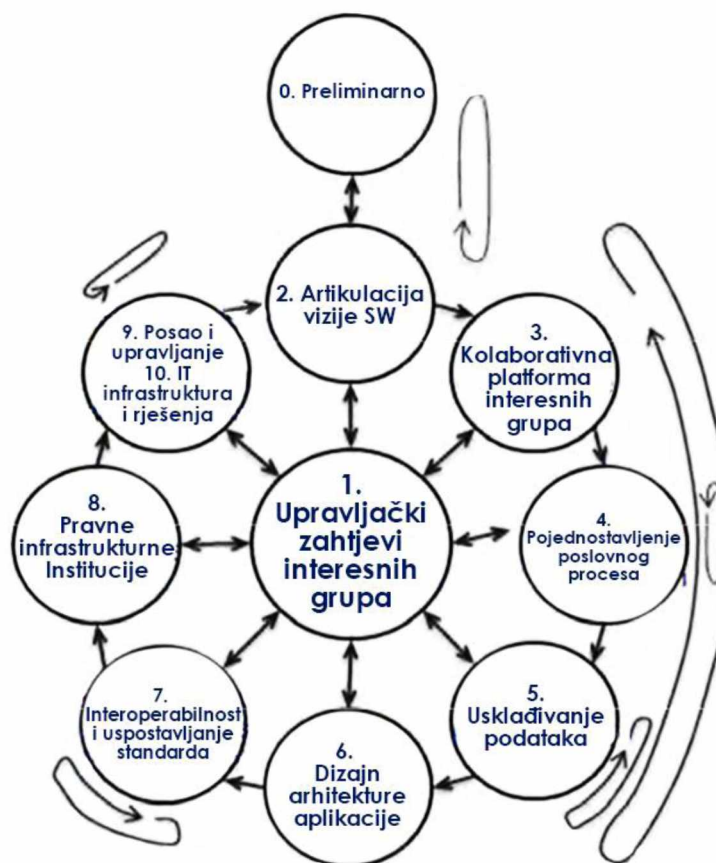 0. Preliminarno
2. Artikulacija
vizije SW
3.
Kolaborativna
platforma
interesnih
grupa
9. Posao i
upravljanje
10. IT
infrastruktura
i rješenja
1.
Upravljački
zahtjevi
interesnih
grupa
8.
Pravne
infrastrukturne
Institucije
4.
Pojednostavljenje
poslovnog
procesa
7.
Interoperabilnost
i uspostavljanje
standarda
5.
Usklađivanje
podataka
6.
Dizajn
arhitekture
aplikacije